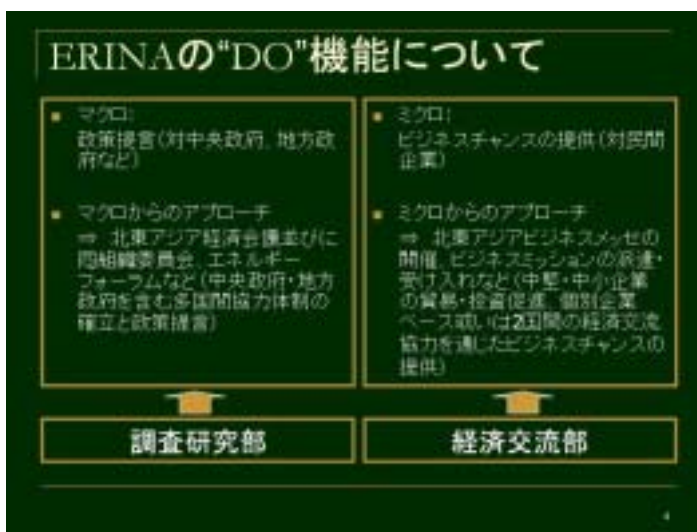 ERINAの“DO”機能について
■ マクロ:
政策提言(対中央政府、地方政
府など)
■ マクロからのアプローチ
⇒ 北東アジア経済会議並びに
同組織委員会、エネルギー
フォーラムなど(中央政府・地方
政府を含む多国間協力体制の
確立と政策提言)
■ ミクロ:
ビジネスチャンスの提供(対民間
企業)
■ ミクロからのアプローチ
⇒ 北東アジアビジネスメッセの
開催、ビジネスミッションの派遣・
受け入れなど(中堅・中小企業
の貿易・投資促進、個別企業
ベース或いは2国間の経済交流
協力を通じたビジネスチャンスの
提供)
調査研究部
経済交流部
4